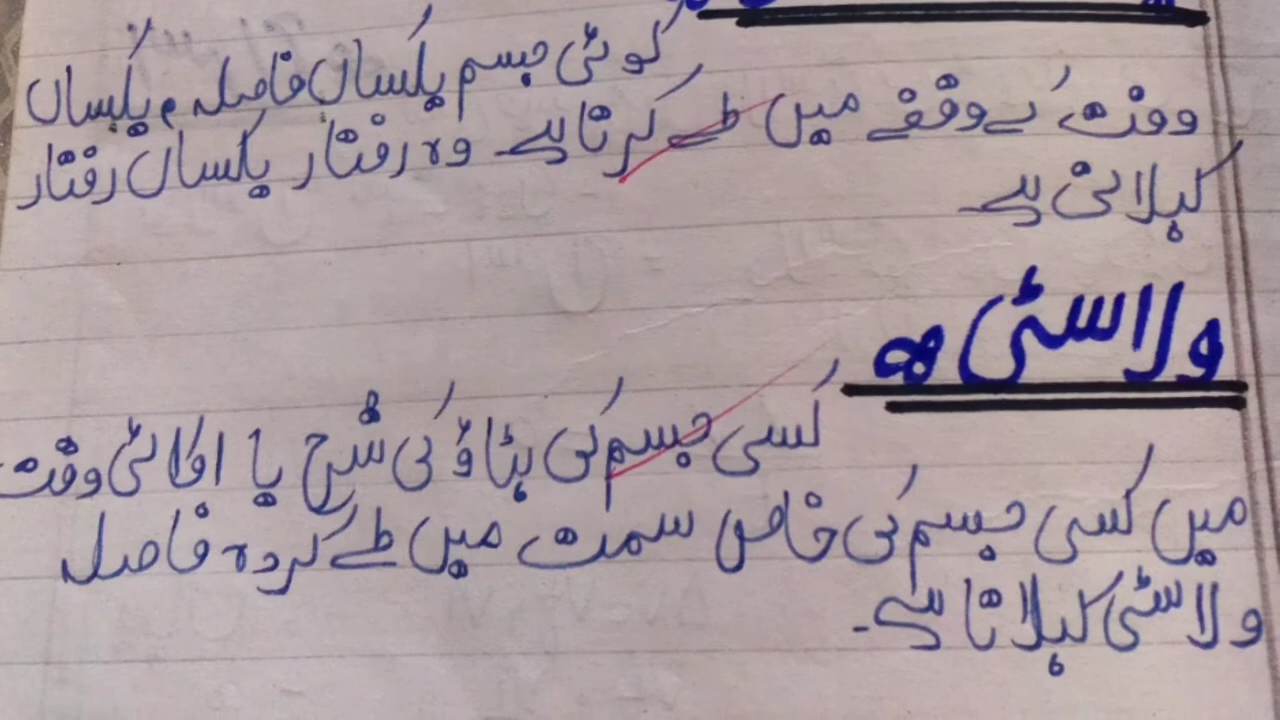 کوئی جسم یکساں فاصلہ، یکساں
وقت کے وقفے میں طے کرتا ہے وہ رفتار یکساں رفتار
کہلاتی ہے
ولاسٹی
کسی جسم کی ہٹاؤ کی شرح یا اکائی وقت
میں کسی جسم کی خاص سمت میں طے کردہ فاصلہ
ولاسٹی کہلاتا ہے۔